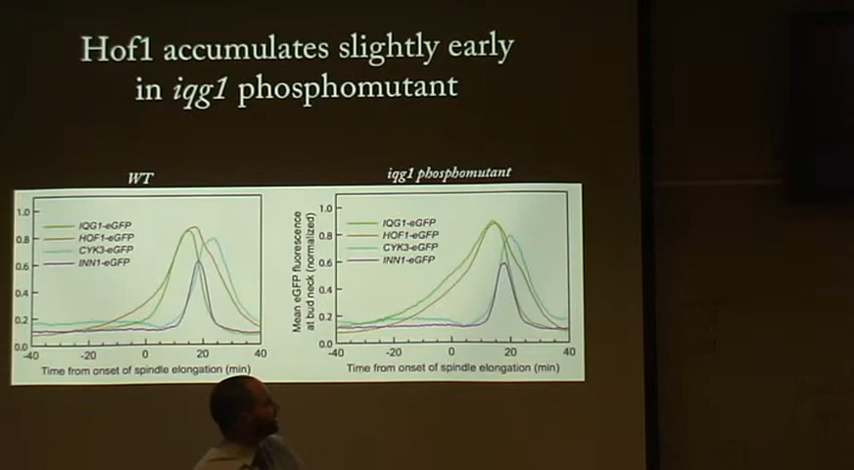 Hof1 accumulates slightly early
in iqg1 phosphomutant
WT
iqg1 phosphomutant
1.0
0.8
0.6
0.4
0.2
0.0
IQG1-eGFP
HOF1-eGFP
CYK3-eGFP
INN1-eGFP
-40
-20
0
20
40
Time from onset of spindle elongation (min)
Mean eGFP fluorescence
at bud neck (normalized)
1.0
0.8
0.6
0.4
0.2
0.0
IQG1-eGFP
HOF1-eGFP
CYK3-eGFP
INN1-eGFP
-40
-20
0
20
40
Time from onset of spindle elongation (min)